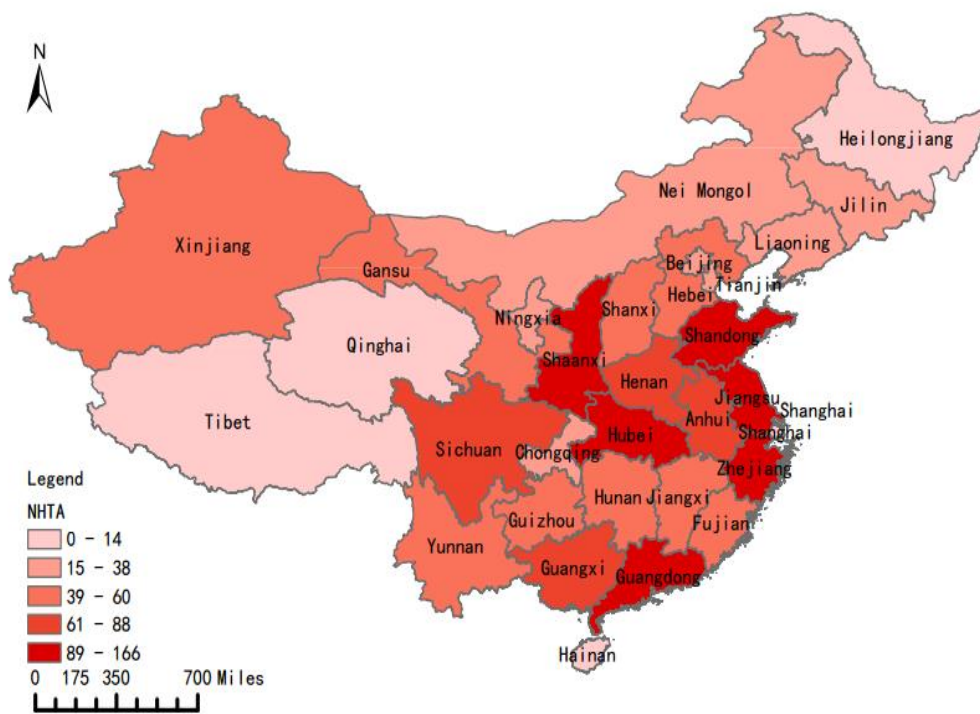 N
Heilongjiang
Nei Mongol
Jilin
Xinjiang
Liaoning
Gansu
Beijing
Tianjin
Hebei
Ningxia
Shanxi
Shandong
Qinghai
Shaanxi
Henan
Jiangsu
Tibet
Anhui
Shanghai
Sichuan
Hubei
Shanghai
Chongqing
Zhejiang
Hunan
Jiangxi
Guizhou
Fujian
Yunnan
Guangxi
Guangdong
Hainan
Legend
NHTA
0 - 14
15 - 38
39 - 60
61 - 88
89 - 166
0 175 350 700 Miles